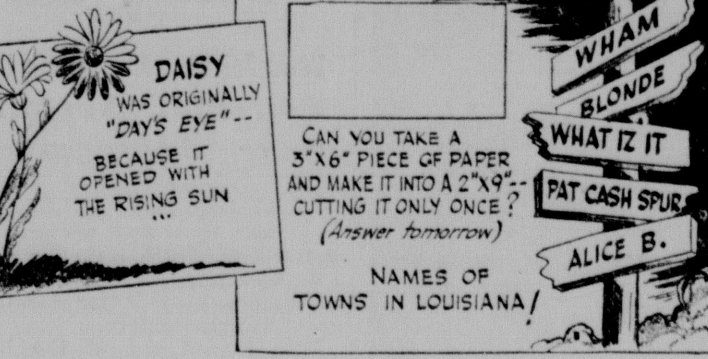 DAISY
WAS ORIGINALLY
"DAY'S EYE"--
BECAUSE IT
OPENED WITH
THE RISING SUN
...
CAN YOU TAKE A
3"X6" PIECE OF PAPER
AND MAKE IT INTO A 2"X9"--
CUTTING IT ONLY ONCE?
(Answer tomorrow)
NAMES OF
TOWNS IN LOUISIANA!
WHAM
BLONDE
WHAT IZ IT
PAT CASH SPUR
ALICE B.